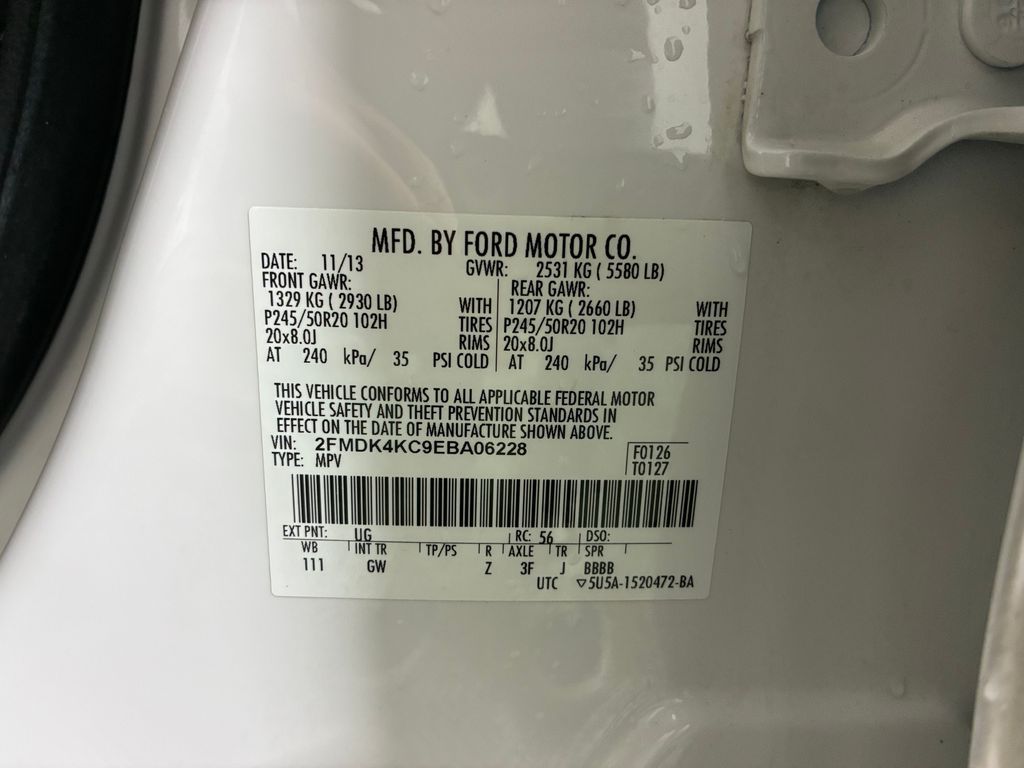 MFD. BY FORD MOTOR CO.
DATE: 11/13 GVWR: 2531 KG ( 5580 LB)
FRONT GAWR: REAR GAWR:
1329 KG ( 2930 LB) WITH 1207 KG ( 2660 LB) WITH
P245/50R20 102H TIRES P245/50R20 102H TIRES
20x8.0J RIMS 20x8.0J RIMS
AT 240 kPa/ 35 PSI COLD AT 240 kPa/ 35 PSI COLD
THIS VEHICLE CONFORMS TO ALL APPLICABLE FEDERAL MOTOR
VEHICLE SAFETY AND THEFT PREVENTION STANDARDS IN
EFFECT ON THE DATE OF MANUFACTURE SHOWN ABOVE.
VIN: 2FMDK4KC9EBA06228 F0126
TYPE: MPV T0127
EXT PNT: UG RC: 56 DSO:
WB INT TR TP/PS R AXLE TR SPR
111 GW Z 3F J BBBB
UTC ▽5U5A-1520472-BA